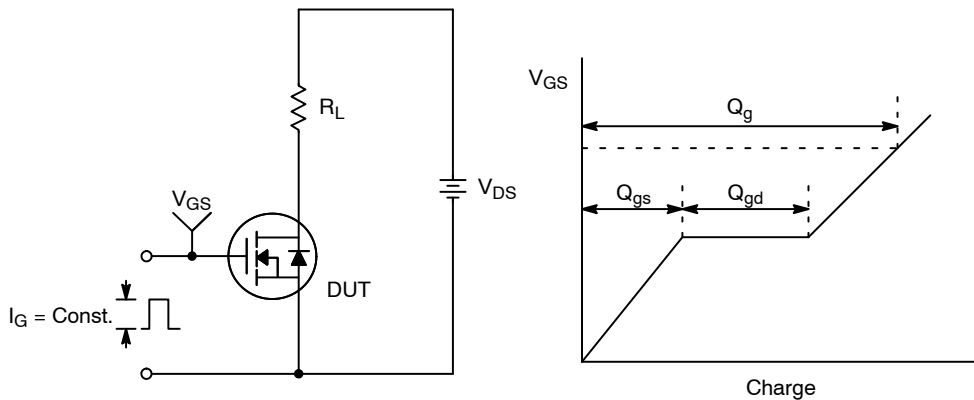 R_L
V_GS
V_DS
DUT
I_G = Const.
V_GS
Q_g
Q_gs
Q_gd
Charge